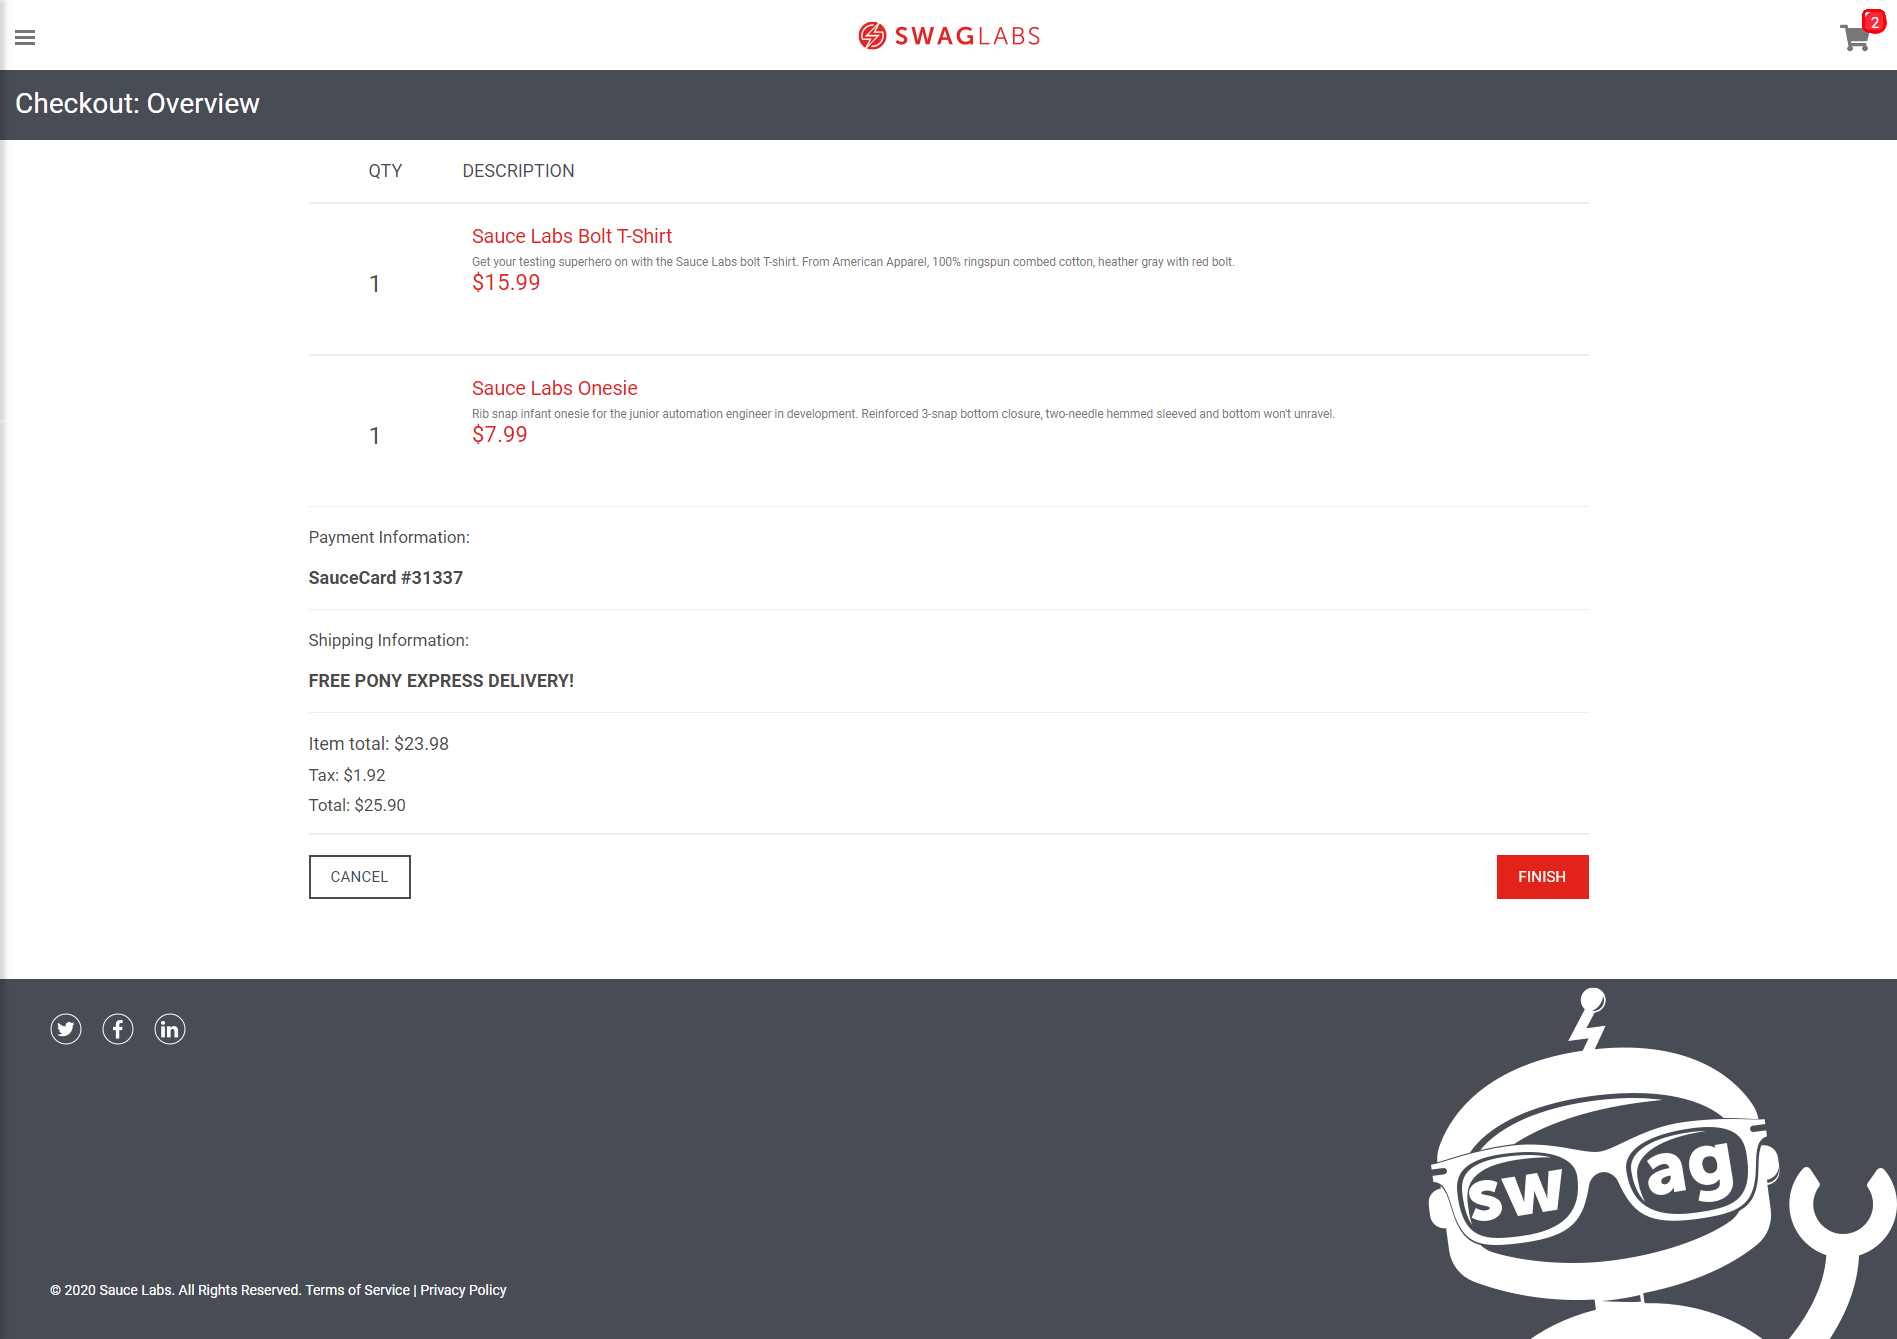 SWAGLABS
2
Checkout: Overview
QTY DESCRIPTION
Sauce Labs Bolt T-Shirt
Get your testing superhero on with the Sauce Labs bolt T-shirt. From American Apparel, 100% ringspun combed cotton, heather gray with red bolt.
1 $15.99
Sauce Labs Onesie
Rib snap infant onesie for the junior automation engineer in development. Reinforced 3-snap bottom closure, two-needle hemmed sleeved and bottom won't unravel.
1 $7.99
Payment Information:
SauceCard #31337
Shipping Information:
FREE PONY EXPRESS DELIVERY!
Item total: $23.98
Tax: $1.92
Total: $25.90
CANCEL FINISH
sw ag
© 2020 Sauce Labs. All Rights Reserved. Terms of Service | Privacy Policy